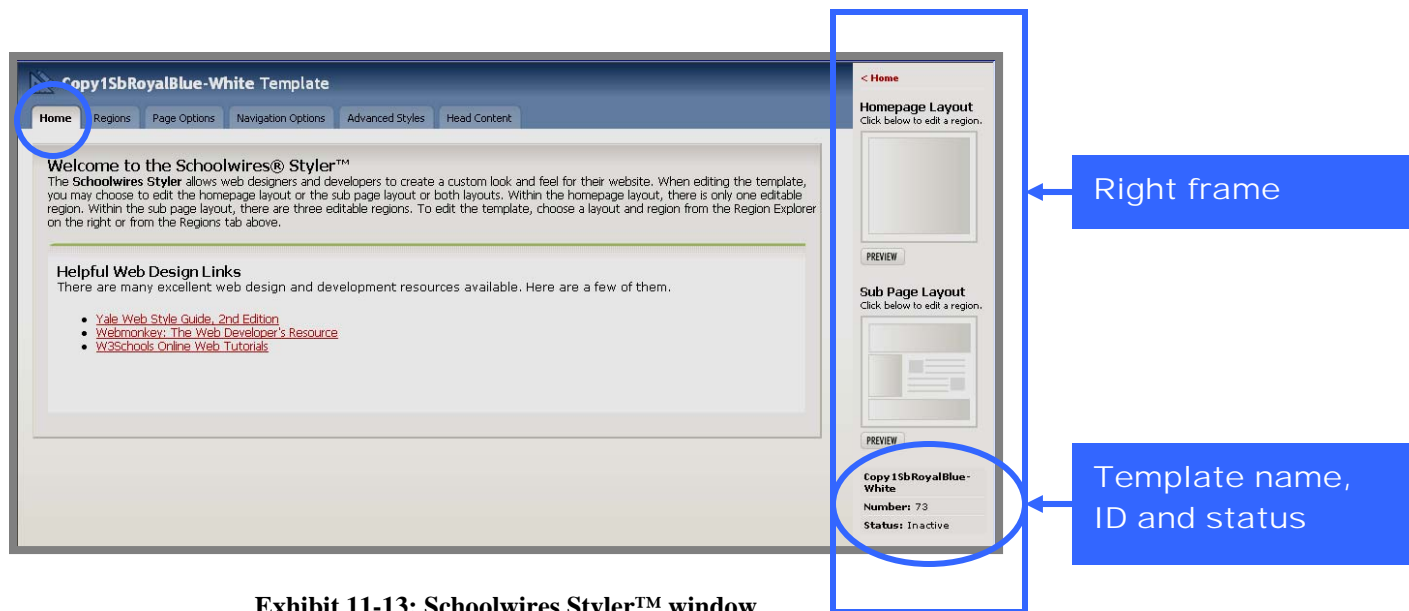 Copy1SbRoyalBlue-White Template
Home
Regions
Page Options
Navigation Options
Advanced Styles
Head Content
Welcome to the Schoolwires® Styler™
The Schoolwires Styler allows web designers and developers to create a custom look and feel for their website. When editing the template,
you may choose to edit the homepage layout or the sub page layout or both layouts. Within the homepage layout, there is only one editable
region. Within the sub page layout, there are three editable regions. To edit the template, choose a layout and region from the Region Explorer
on the right or from the Regions tab above.
Helpful Web Design Links
There are many excellent web design and development resources available. Here are a few of them.
Yale Web Style Guide, 2nd Edition
Webmonkey: The Web Developer's Resource
W3Schools Online Web Tutorials
< Home
Homepage Layout
Click below to edit a region.
PREVIEW
Sub Page Layout
Click below to edit a region.
PREVIEW
Copy1SbRoyalBlue-
White
Number: 73
Status: Inactive
Right frame
Template name,
ID and status
Exhibit 11-13: Schoolwires Styler™ window